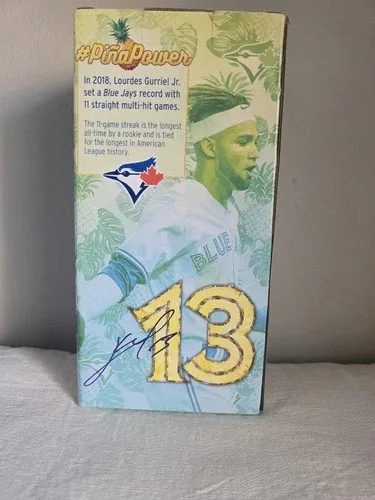 #PiñaPower
In 2018, Lourdes Gurriel Jr.
set a Blue Jays record with
11 straight multi-hit games.
The 11-game streak is the longest
all-time by a rookie and is tied
for the longest in American
League history.
BLUE
13